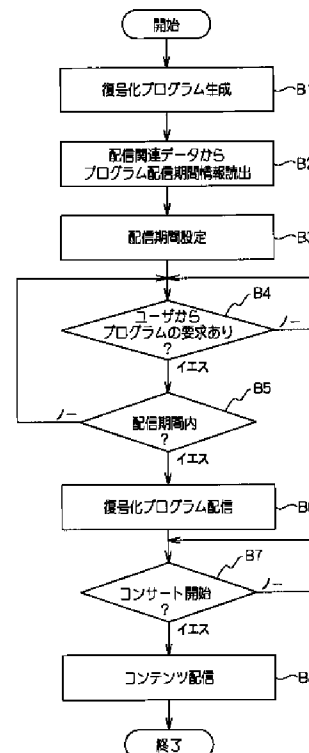 開始
復号化プログラム生成
B1
配信関連データから
プログラム配信期間情報読出
B2
配信期間設定
B3
B4
ユーザから
プログラムの要求あり
?
ノー
イエス
B5
ノー
配信期間内
?
イエス
復号化プログラム配信
B6
B7
コンサート開始
?
ノー
イエス
コンテンツ配信
終了